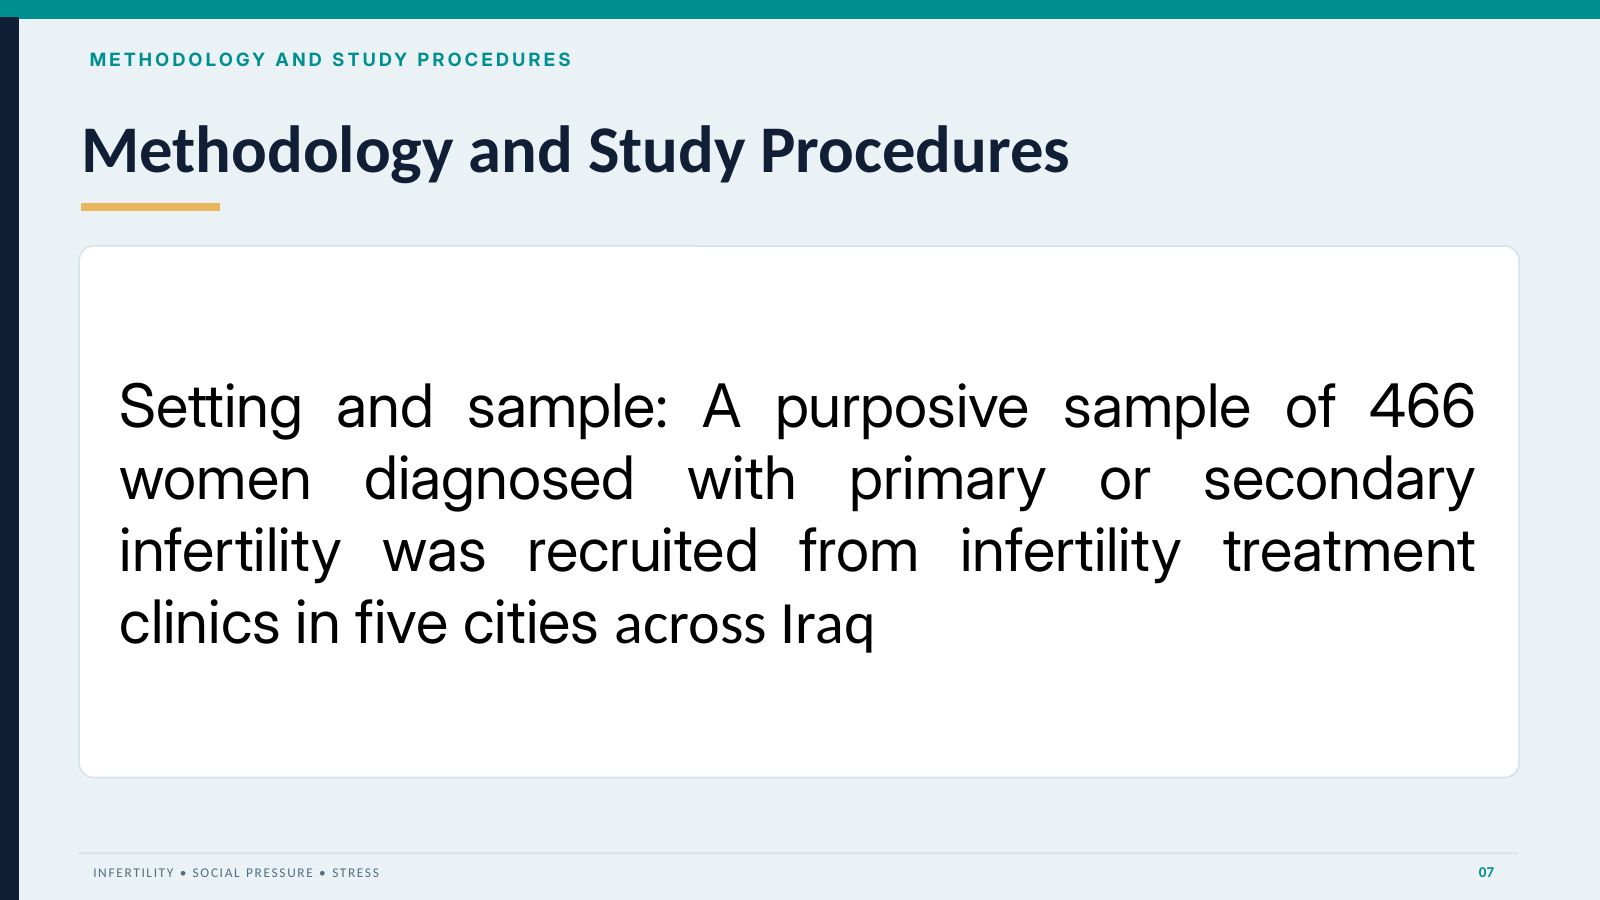 METHODOLOGY AND STUDY PROCEDURES
Methodology and Study Procedures
Setting and sample: A purposive sample of 466
women diagnosed with primary or secondary
infertility was recruited from infertility treatment
clinics in five cities across Iraq
INFERTILITY • SOCIAL PRESSURE • STRESS
07